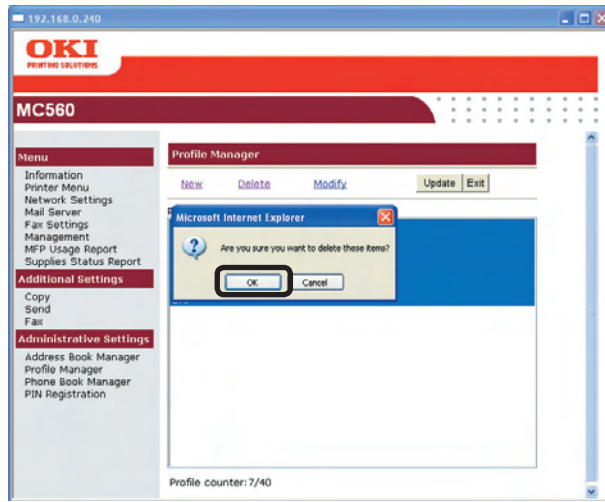 192.168.0.240
OKI
PRINTING SOLUTIONS
MC560
Menu
Information
Printer Menu
Network Settings
Mail Server
Fax Settings
Management
MFP Usage Report
Supplies Status Report
Additional Settings
Copy
Send
Fax
Administrative Settings
Address Book Manager
Profile Manager
Phone Book Manager
PIN Registration
Profile Manager
New Delete Modify Update Exit
Microsoft Internet Explorer
Are you sure you want to delete these items?
OK Cancel
Profile counter:7/40